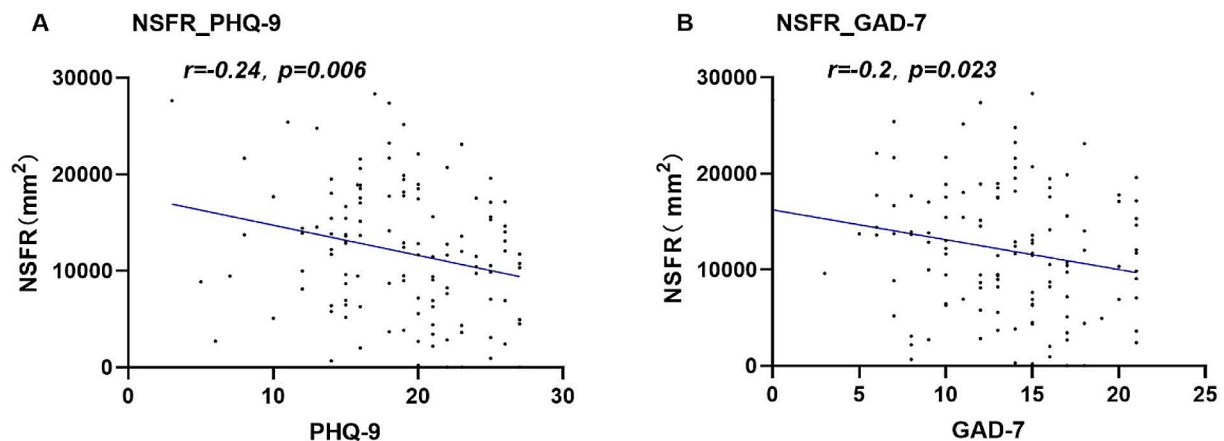 A NSFR_PHQ-9
r=-0.24, p=0.006
30000
20000
10000
0
NSFR(mm²)
0 10 20 30
PHQ-9
B NSFR_GAD-7
r=-0.2, p=0.023
30000
20000
10000
0
NSFR( mm²)
0 5 10 15 20 25
GAD-7